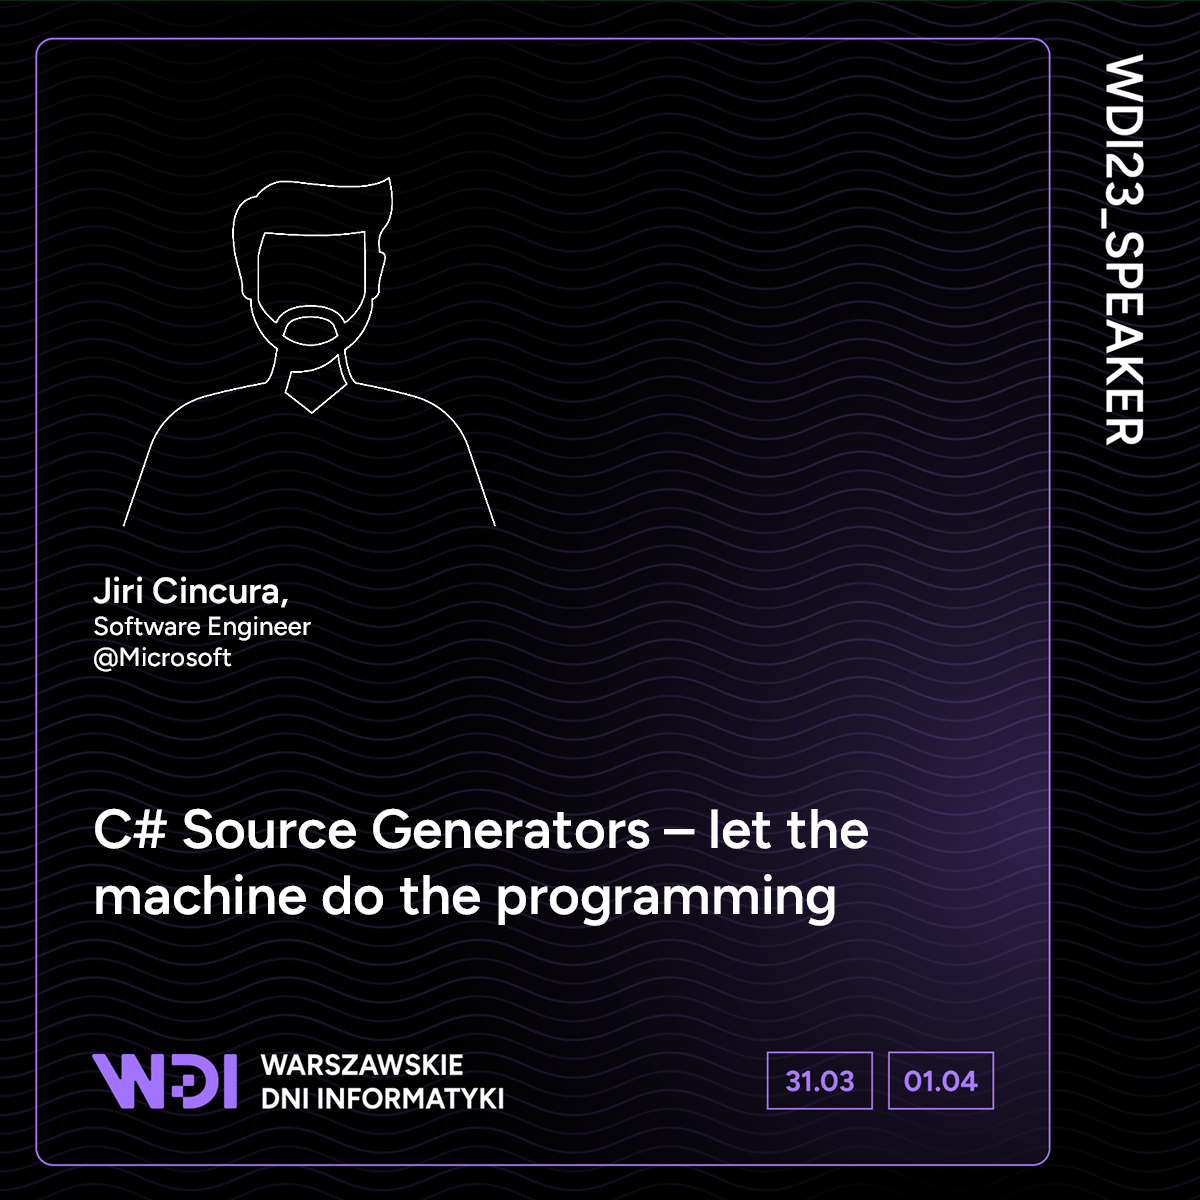 WDI23_SPEAKER
Jiri Cincura,
Software Engineer
@Microsoft
C# Source Generators – let the
machine do the programming
WDI
WARSZAWSKIE
DNI INFORMATYKI
31.03
01.04